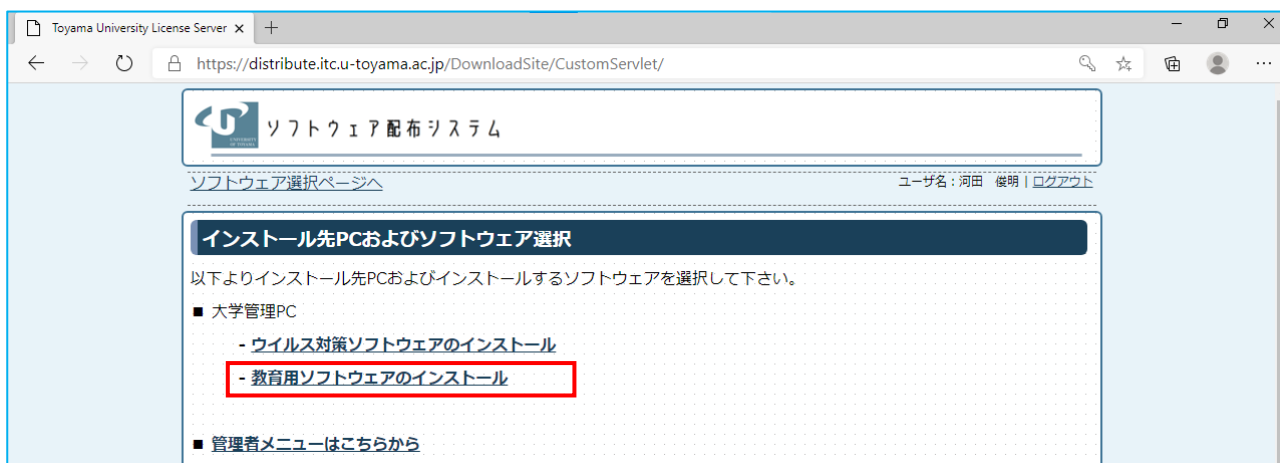 Toyama University License Server
https://distribute.itc.u-toyama.ac.jp/DownloadSite/CustomServlet/
ソフトウェア配布システム
ソフトウェア選択ページへ
ユーザ名：河田　俊明 | ログアウト
インストール先PCおよびソフトウェア選択
以下よりインストール先PCおよびインストールするソフトウェアを選択して下さい。
■ 大学管理PC
- ウイルス対策ソフトウェアのインストール
- 教育用ソフトウェアのインストール
■ 管理者メニューはこちらから